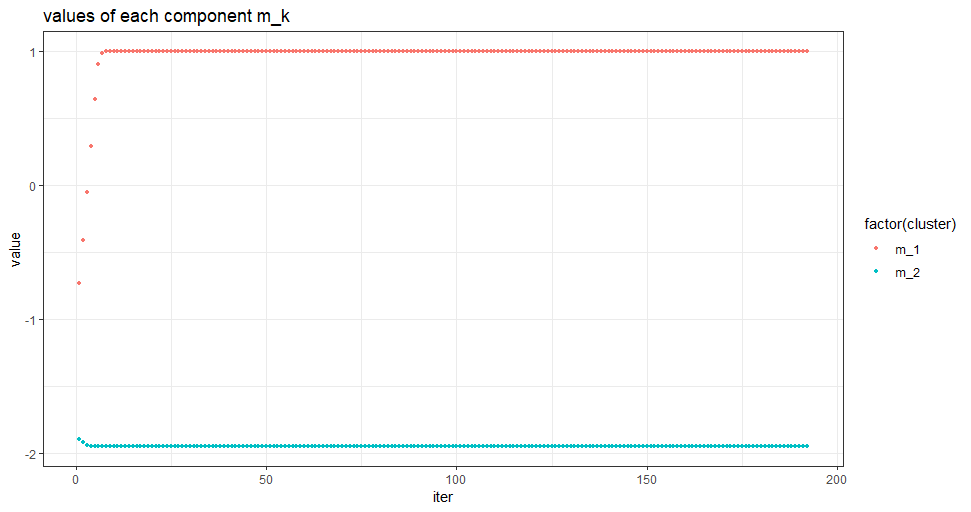 values of each component m_k
1
0
-1
-2
value
0
50
100
150
200
iter
factor(cluster)
m_1
m_2